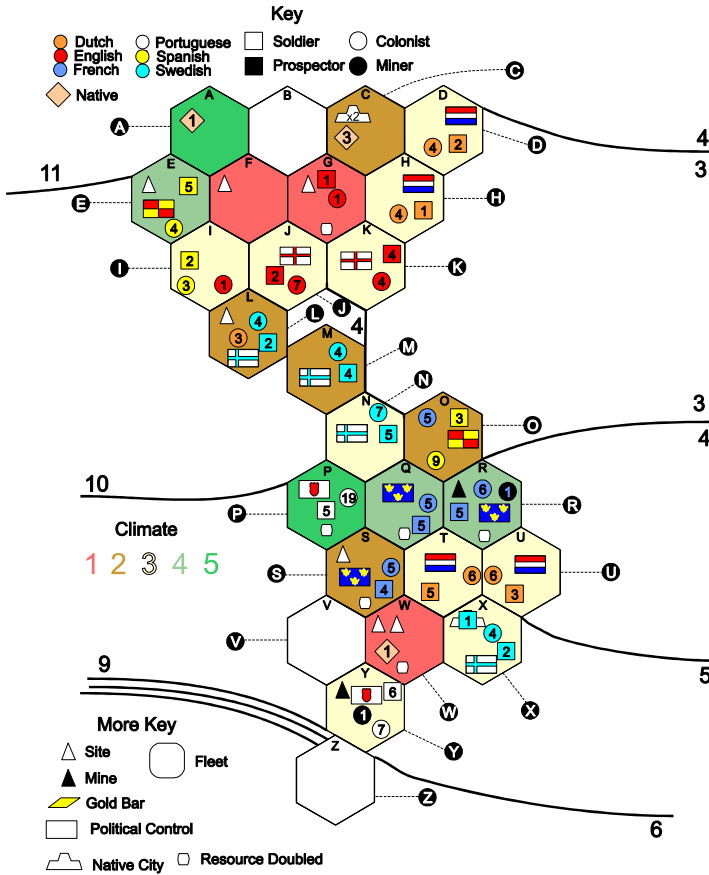 Key
Dutch Portuguese Soldier Colonist
English Spanish
French Swedish Prospector Miner
Native
C
A B C D
x2
A 1 3 4 2 D
4
3
11
E F G H
5 1 1
E 4 4 1 H
I J K
2 4
I 3 1 2 7 4 K
J
L
4 L
3 2
4
M
4 M
4
N
N O
7 5 3
5 9 O
3
4
10
P Q R
19 5 6 1
P 5 5 5 R
Climate
1 2 3 4 5
S T U
5 6 6
S 4 5 3 U
V W X
1 4
V 1 2
5
9
Y
6 W X
1 7 Y
More Key
Z
Site
Fleet
Mine
Gold Bar
Z
Political Control
6
Native City Resource Doubled